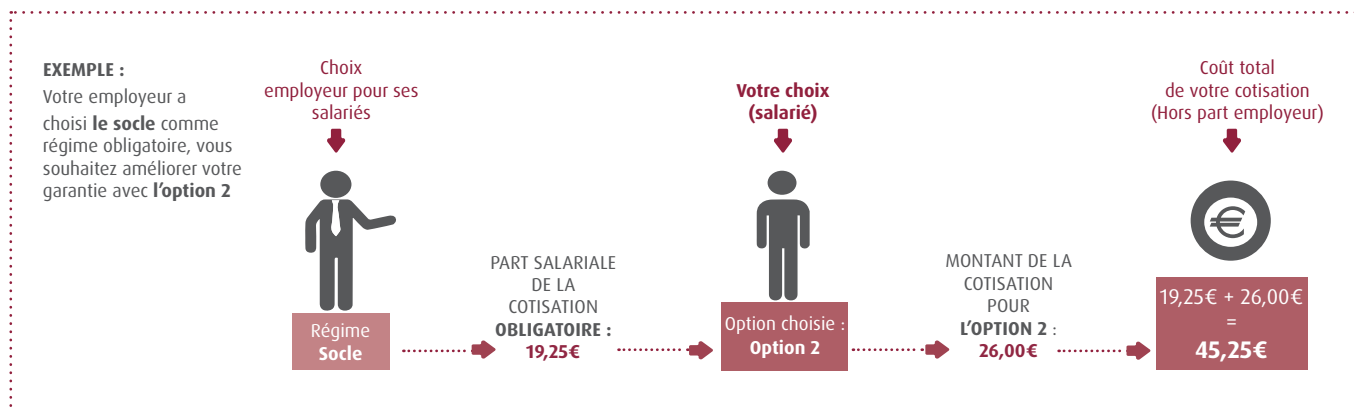 EXEMPLE :
Votre employeur a
choisi le socle comme
régime obligatoire, vous
souhaitez améliorer votre
garantie avec l'option 2
Choix
employeur pour ses
salariés
Régime
Socle
PART SALARIALE
DE LA
COTISATION
OBLIGATOIRE :
19,25€
Votre choix
(salarié)
Option choisie :
Option 2
MONTANT DE LA
COTISATION
POUR
L'OPTION 2 :
26,00€
Coût total
de votre cotisation
(Hors part employeur)
€
19,25€ + 26,00€
=
45,25€